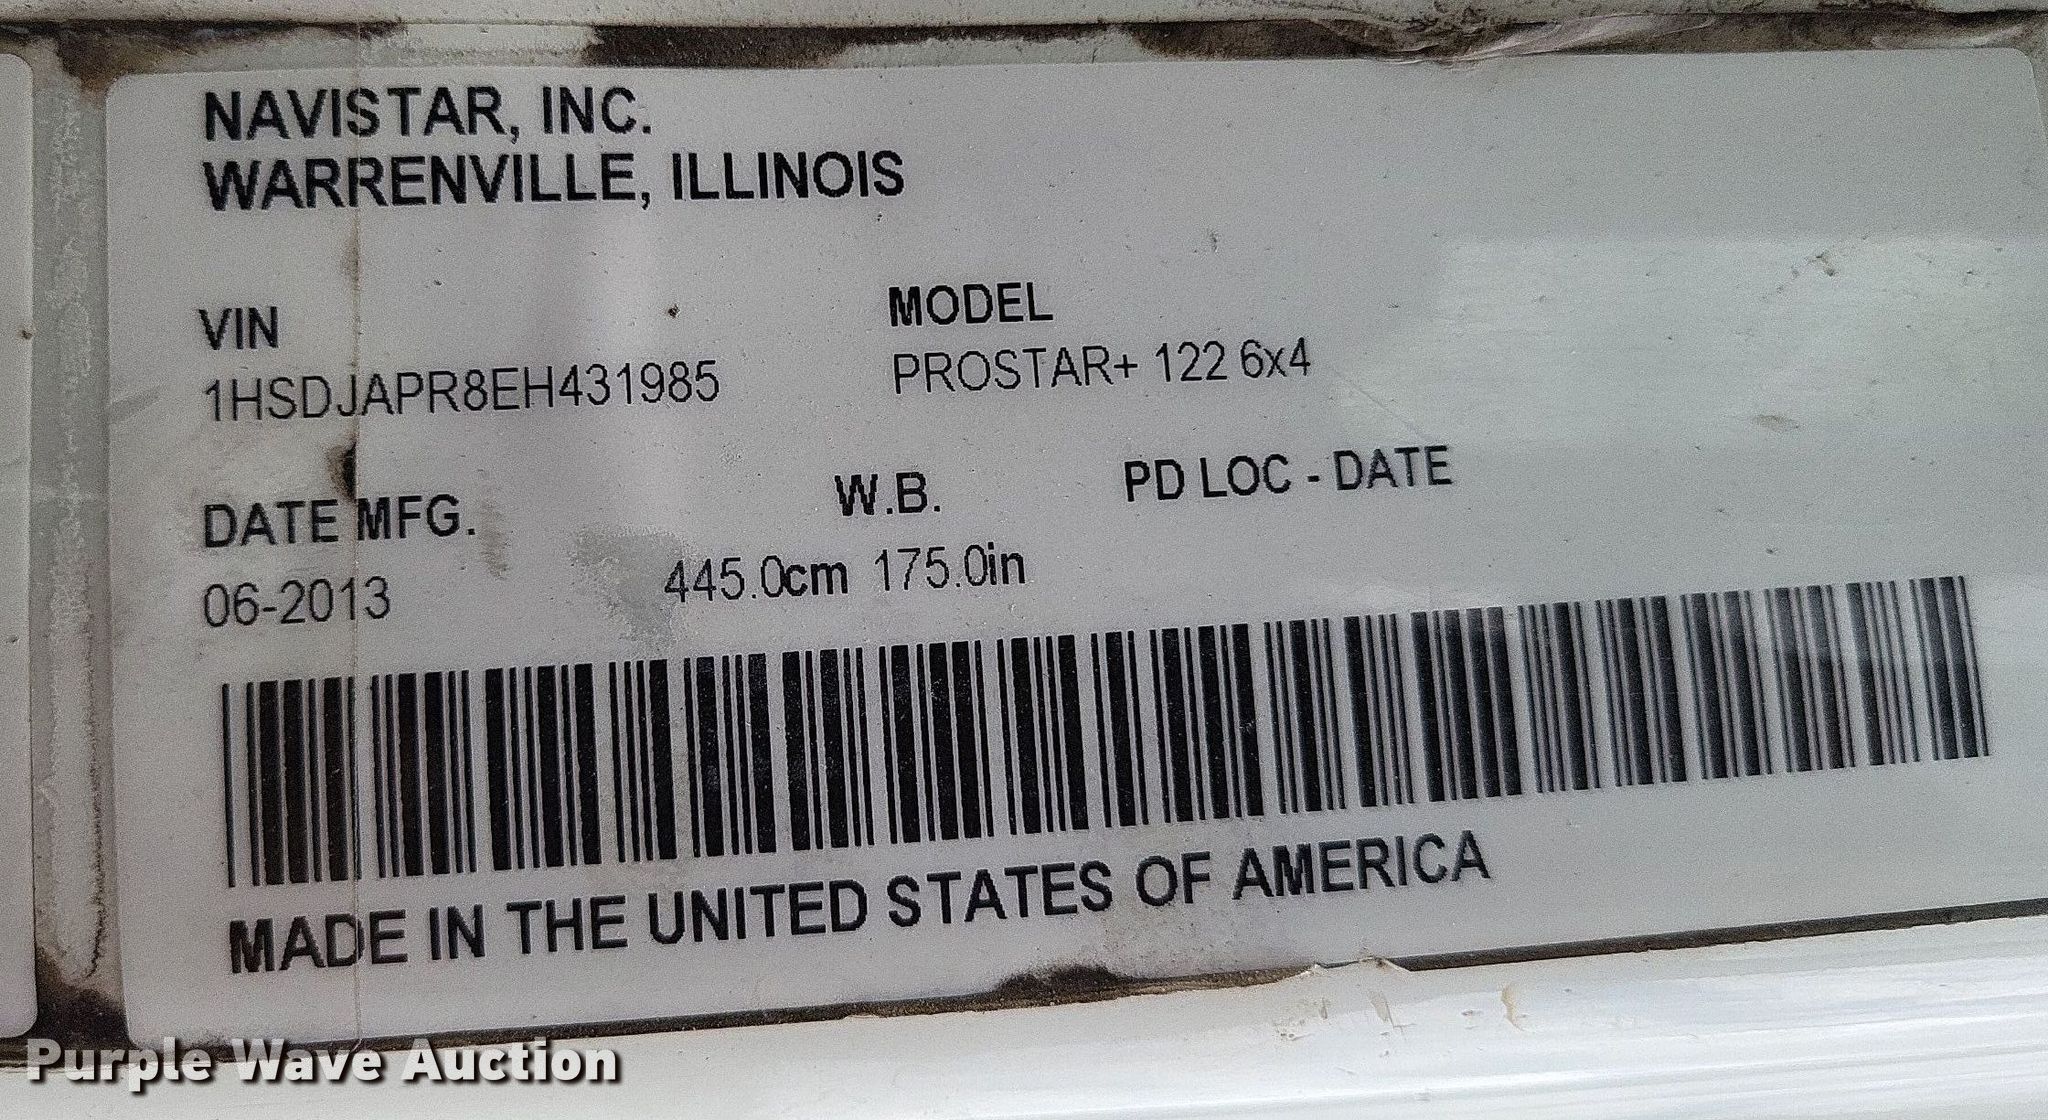 NAVISTAR, INC.
WARRENVILLE, ILLINOIS
VIN
1HSDJAPR8EH431985
MODEL
PROSTAR+ 122 6x4
DATE MFG.
06-2013
W.B.
445.0cm 175.0in
PD LOC - DATE
MADE IN THE UNITED STATES OF AMERICA
Purple Wave Auction